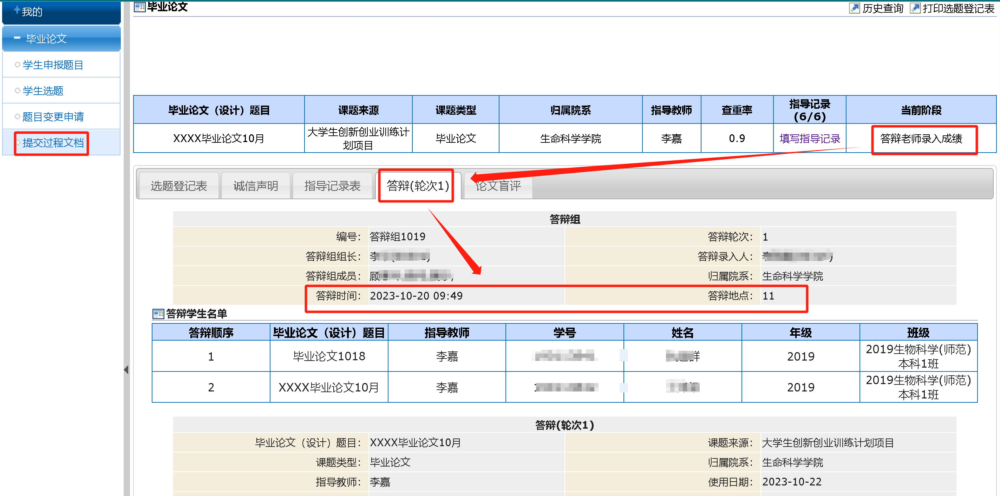 我的
毕业论文
学生申报题目
学生选题
题目变更申请
提交过程文档
毕业论文
历史查询 打印选题登记表
毕业论文（设计）题目 课题来源 课题类型 归属院系 指导教师 查重率 指导记录(6/6) 当前阶段
XXXX毕业论文10月 大学生创新创业训练计划项目 毕业论文 生命科学学院 李嘉 0.9 填写指导记录 答辩老师录入成绩
选题登记表 诚信声明 指导记录表 答辩(轮次1) 论文盲评
答辩组
编号： 答辩组1019 答辩轮次： 1
答辩组组长： 李 答辩录入人：
答辩组成员： 顾 归属院系： 生命科学学院
答辩时间： 2023-10-20 09:49 答辩地点： 11
答辩学生名单
答辩顺序 毕业论文（设计）题目 指导教师 学号 姓名 年级 班级
1 毕业论文1018 李嘉 群 2019 2019生物科学(师范)本科1班
2 XXXX毕业论文10月 李嘉 2019 2019生物科学(师范)本科1班
答辩(轮次1)
毕业论文（设计）题目： XXXX毕业论文10月 课题来源： 大学生创新创业训练计划项目
课题类型： 毕业论文 归属院系： 生命科学学院
指导教师： 李嘉 使用日期： 2023-10-22